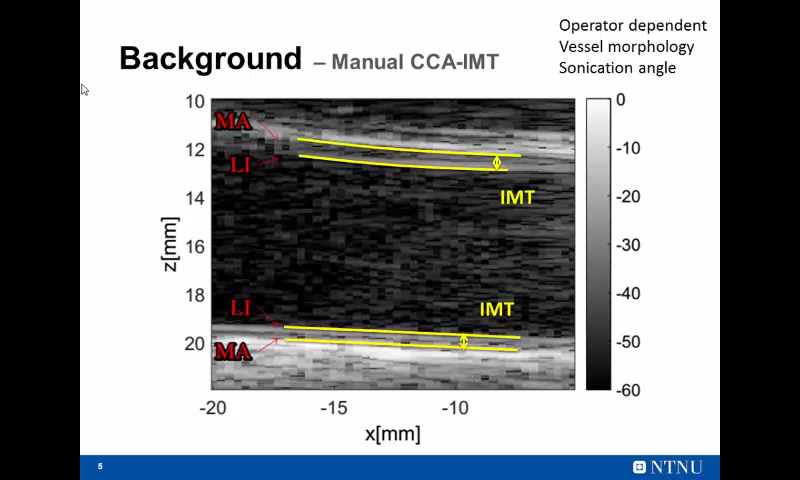 Operator dependent
Vessel morphology
Sonication angle
Background – Manual CCA-IMT
10
12
14
16
18
20
z[mm]
MA
LI
IMT
LI
IMT
MA
-20
-15
-10
x[mm]
0
-10
-20
-30
-40
-50
-60
5
NTNU